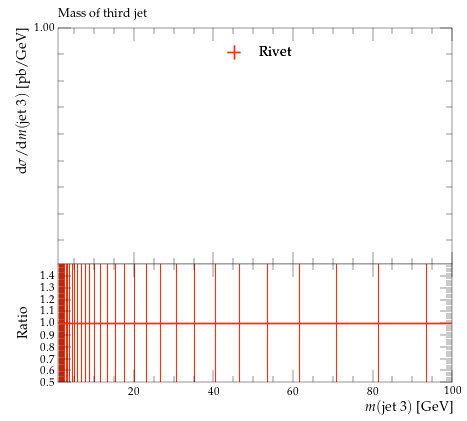 Mass of third jet
1.00
Rivet
dσ/dm(jet 3) [pb/GeV]
1.4
1.3
1.2
1.1
1.0
0.9
0.8
0.7
0.6
0.5
Ratio
20 40 60 80 100
m(jet 3) [GeV]